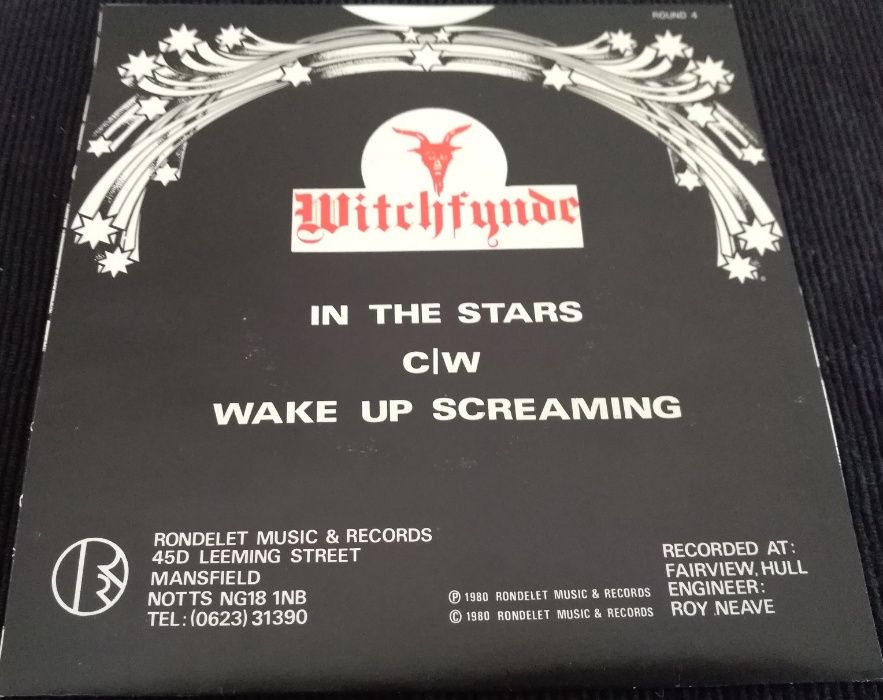 ROUND 4
Witchfynde
IN THE STARS
C|W
WAKE UP SCREAMING
RONDELET MUSIC & RECORDS
45D LEEMING STREET
MANSFIELD
NOTTS NG18 1NB
TEL: (0623) 31390
Ⓟ 1980 RONDELET MUSIC & RECORDS
© 1980 RONDELET MUSIC & RECORDS
RECORDED AT:
FAIRVIEW, HULL
ENGINEER:
ROY NEAVE